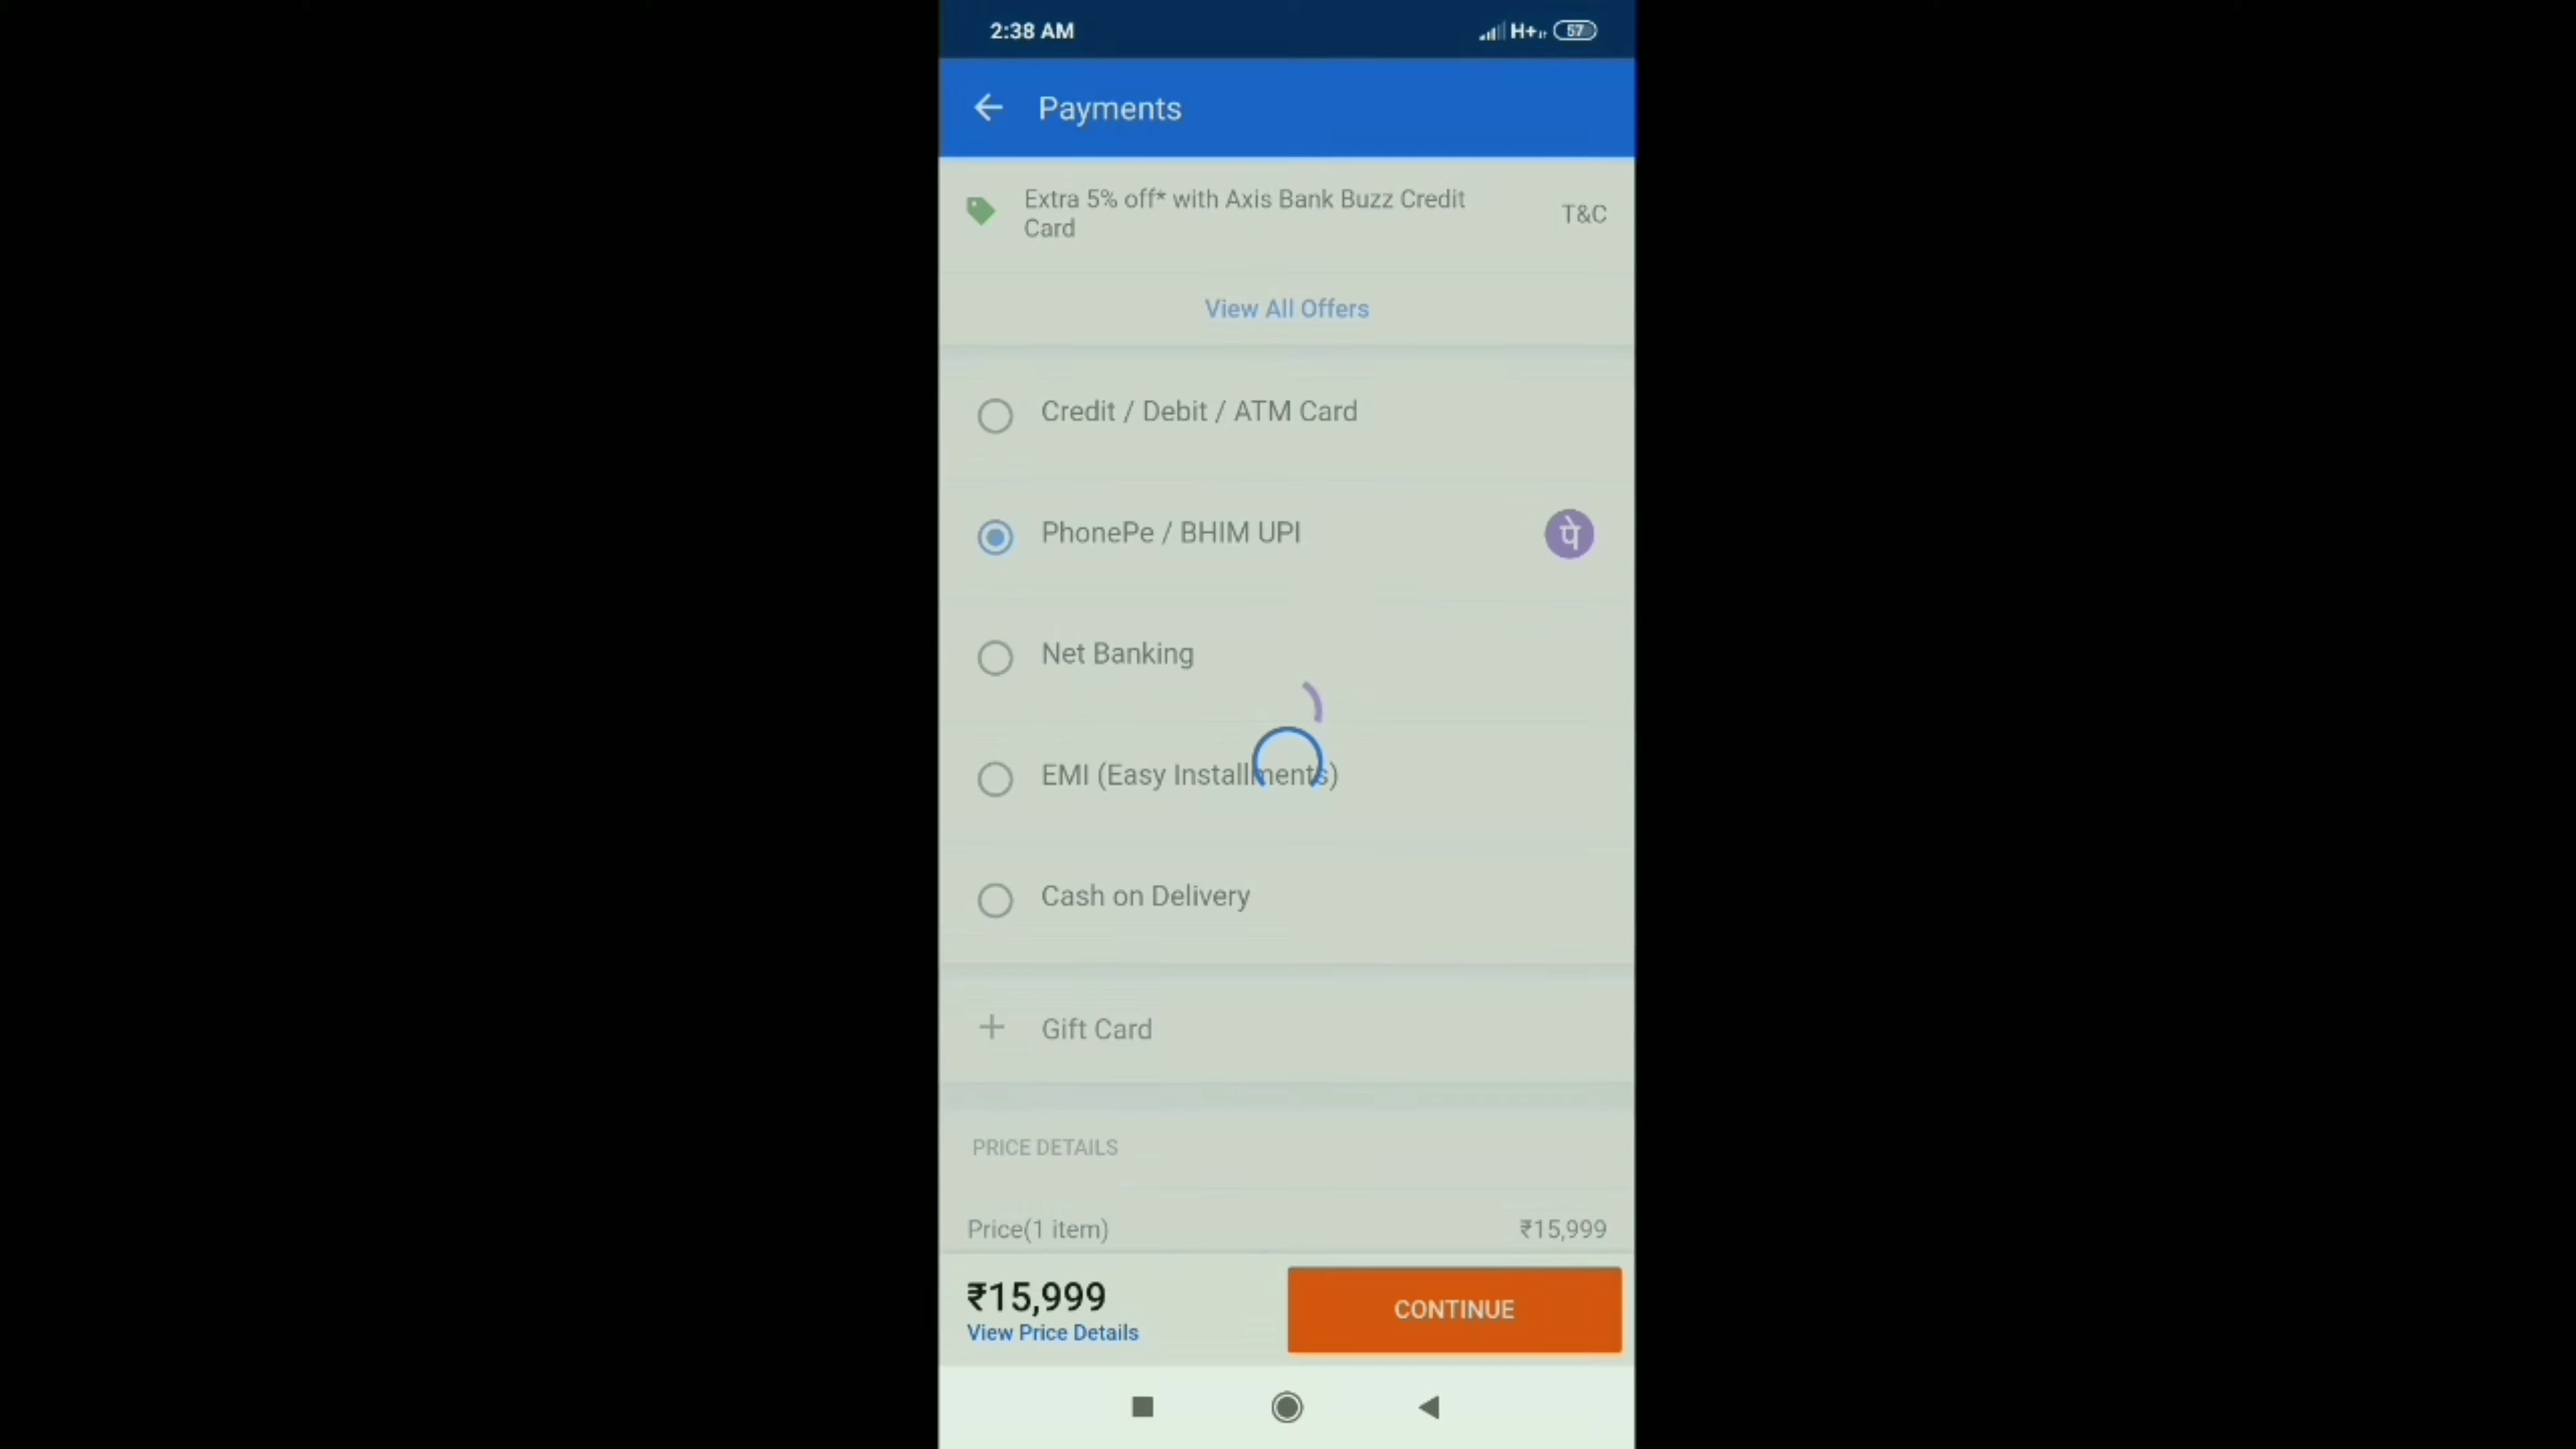 2:38 AM H+ 57
Payments
Extra 5% off* with Axis Bank Buzz Credit
Card
T&C
View All Offers
Credit / Debit / ATM Card
PhonePe / BHIM UPI पे
Net Banking
EMI (Easy Installments)
Cash on Delivery
+ Gift Card
PRICE DETAILS
Price(1 item) ₹15,999
₹15,999
View Price Details
CONTINUE